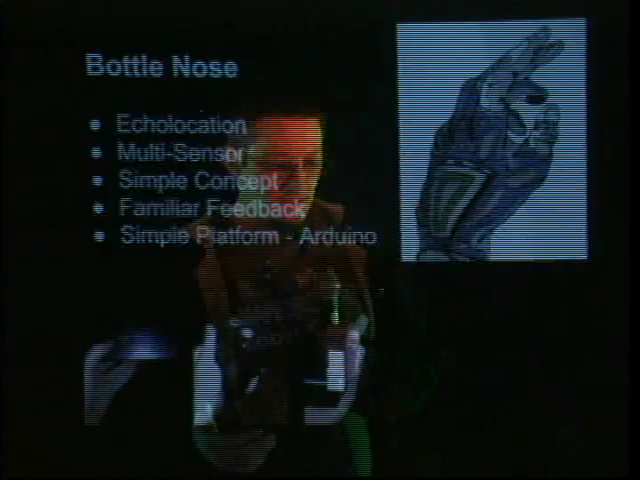 Bottle Nose
Echolocation
Multi-Sensor
Simple Concept
Familiar Feedback
Simple Platform - Arduino